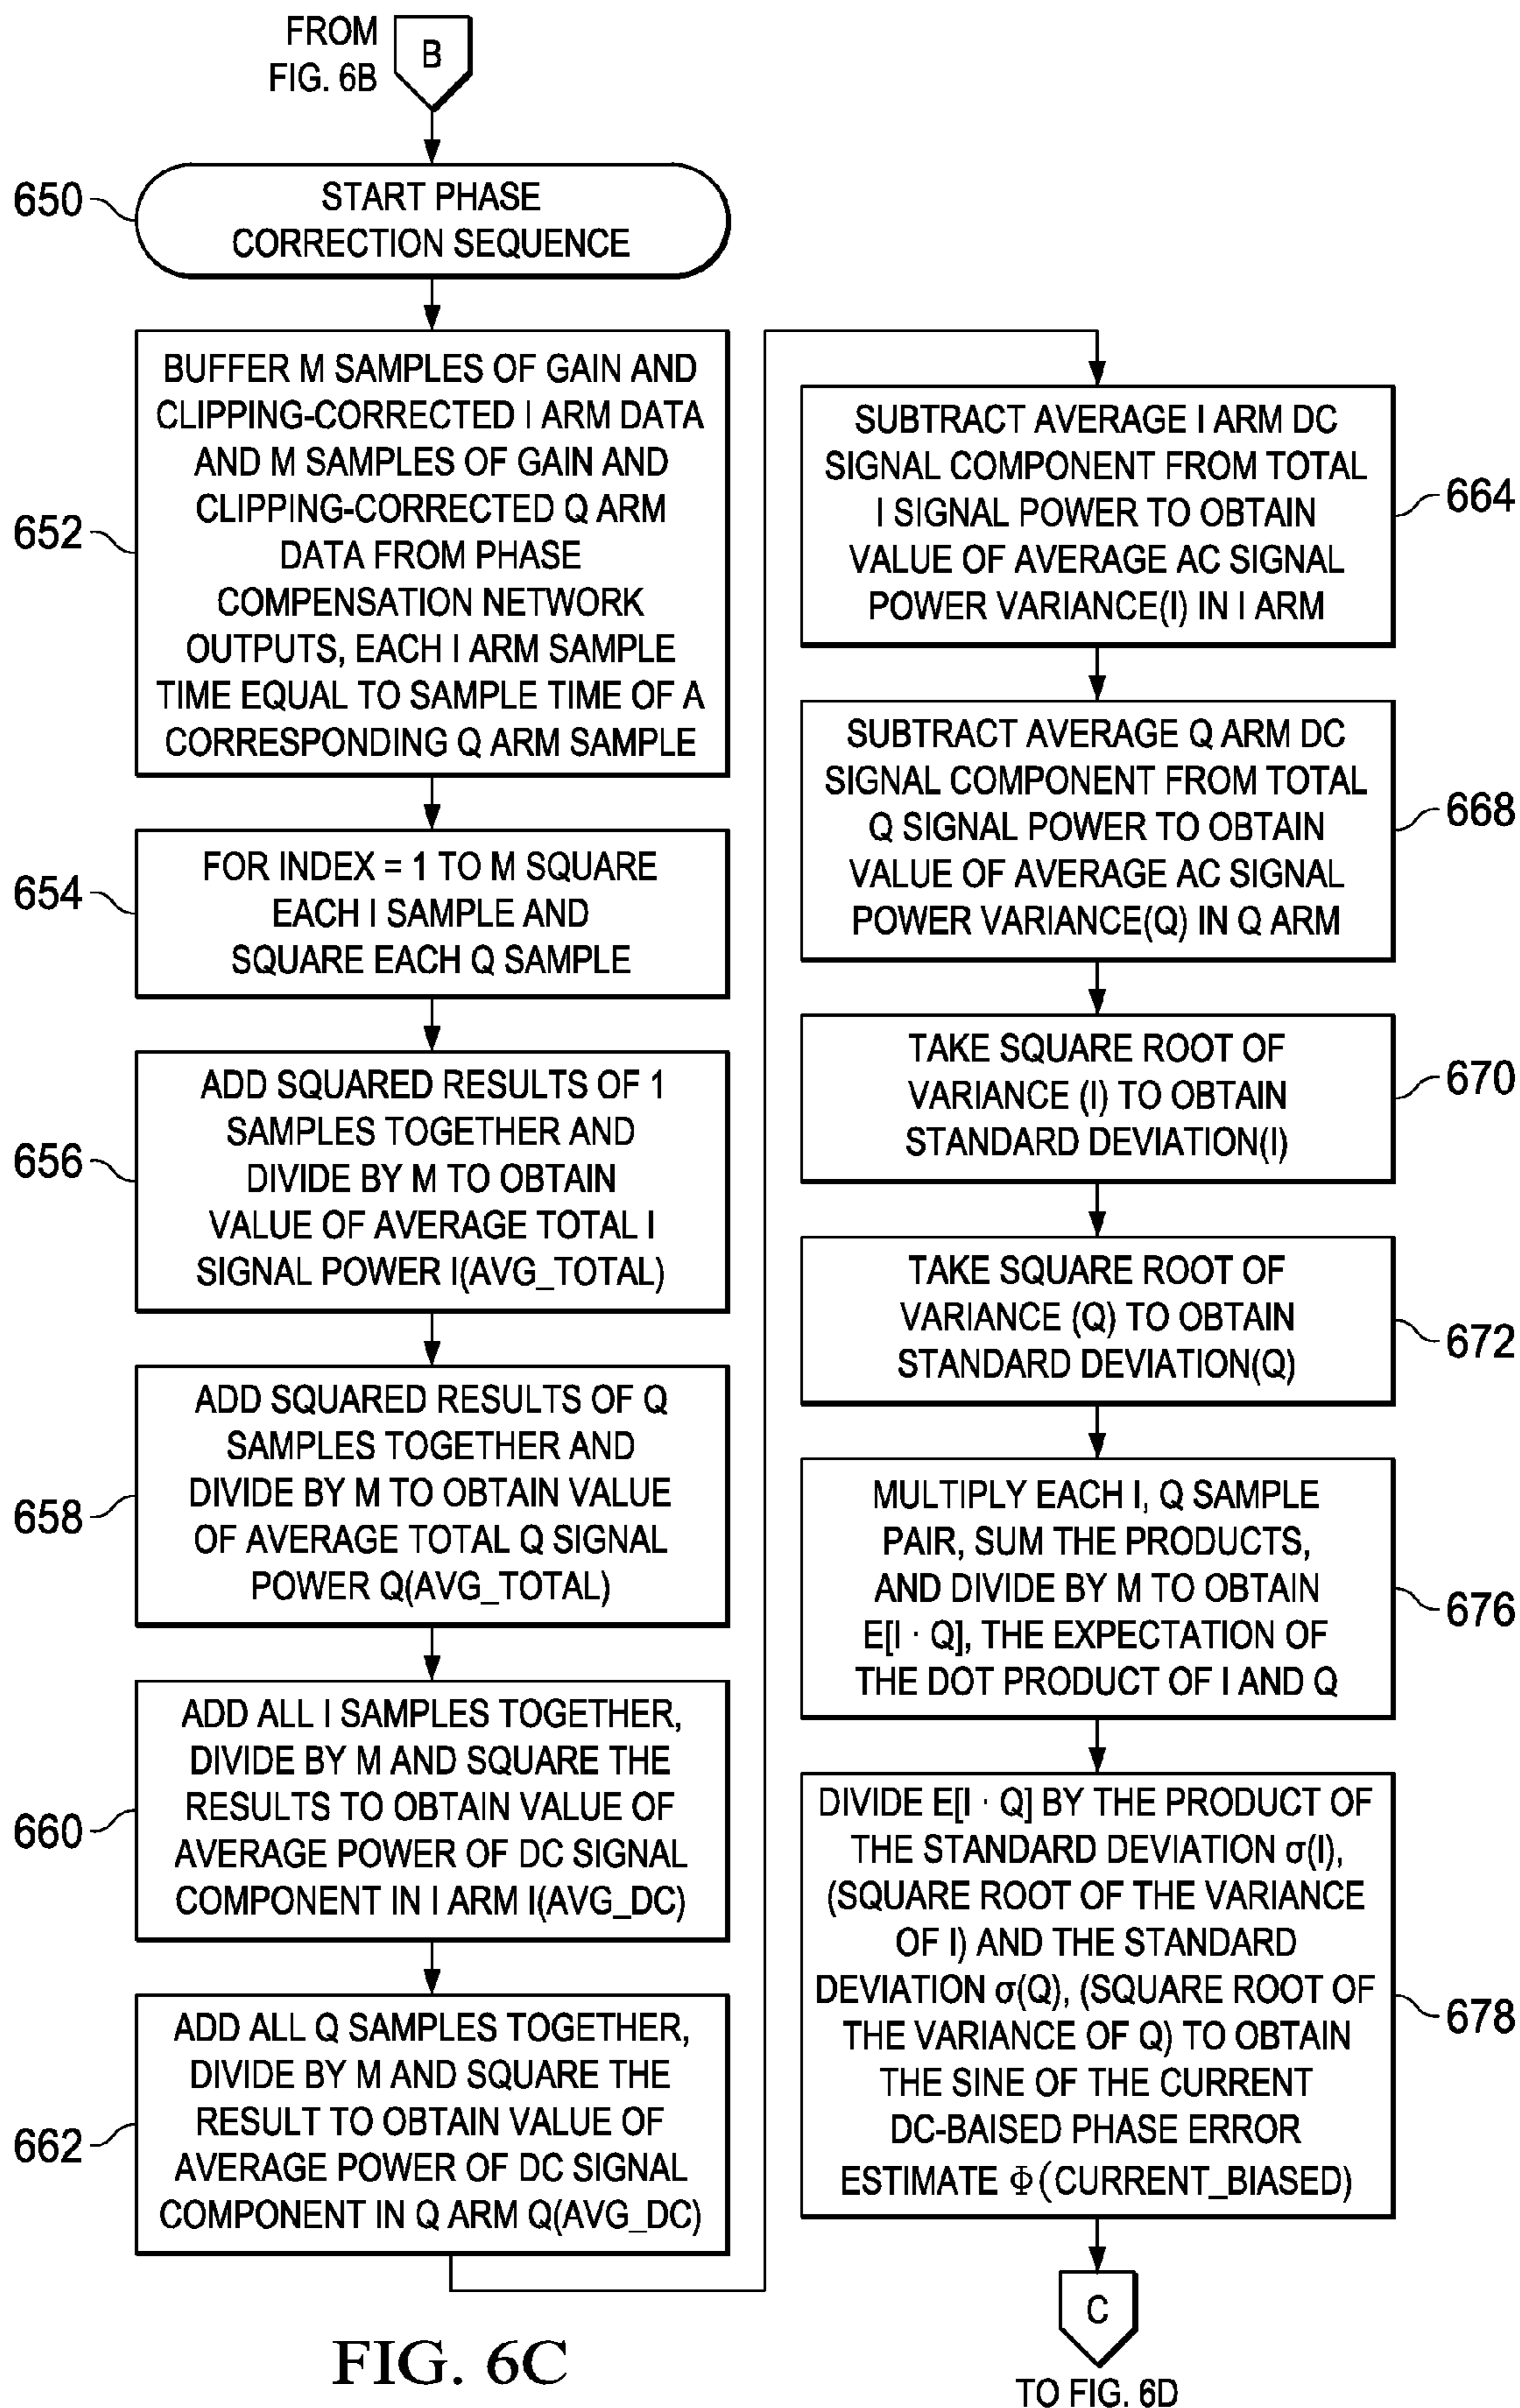 FROM
FIG. 6B
B
650
START PHASE
CORRECTION SEQUENCE
652
BUFFER M SAMPLES OF GAIN AND
CLIPPING-CORRECTED I ARM DATA
AND M SAMPLES OF GAIN AND
CLIPPING-CORRECTED Q ARM
DATA FROM PHASE
COMPENSATION NETWORK
OUTPUTS, EACH I ARM SAMPLE
TIME EQUAL TO SAMPLE TIME OF A
CORRESPONDING Q ARM SAMPLE
654
FOR INDEX = 1 TO M SQUARE
EACH I SAMPLE AND
SQUARE EACH Q SAMPLE
656
ADD SQUARED RESULTS OF 1
SAMPLES TOGETHER AND
DIVIDE BY M TO OBTAIN
VALUE OF AVERAGE TOTAL I
SIGNAL POWER I(AVG_TOTAL)
658
ADD SQUARED RESULTS OF Q
SAMPLES TOGETHER AND
DIVIDE BY M TO OBTAIN VALUE
OF AVERAGE TOTAL Q SIGNAL
POWER Q(AVG_TOTAL)
660
ADD ALL I SAMPLES TOGETHER,
DIVIDE BY M AND SQUARE THE
RESULTS TO OBTAIN VALUE OF
AVERAGE POWER OF DC SIGNAL
COMPONENT IN I ARM I(AVG_DC)
662
ADD ALL Q SAMPLES TOGETHER,
DIVIDE BY M AND SQUARE THE
RESULT TO OBTAIN VALUE OF
AVERAGE POWER OF DC SIGNAL
COMPONENT IN Q ARM Q(AVG_DC)
SUBTRACT AVERAGE I ARM DC
SIGNAL COMPONENT FROM TOTAL
I SIGNAL POWER TO OBTAIN
VALUE OF AVERAGE AC SIGNAL
POWER VARIANCE(I) IN I ARM
664
SUBTRACT AVERAGE Q ARM DC
SIGNAL COMPONENT FROM TOTAL
Q SIGNAL POWER TO OBTAIN
VALUE OF AVERAGE AC SIGNAL
POWER VARIANCE(Q) IN Q ARM
668
TAKE SQUARE ROOT OF
VARIANCE (I) TO OBTAIN
STANDARD DEVIATION(I)
670
TAKE SQUARE ROOT OF
VARIANCE (Q) TO OBTAIN
STANDARD DEVIATION(Q)
672
MULTIPLY EACH I, Q SAMPLE
PAIR, SUM THE PRODUCTS,
AND DIVIDE BY M TO OBTAIN
E[I · Q], THE EXPECTATION OF
THE DOT PRODUCT OF I AND Q
676
DIVIDE E[I · Q] BY THE PRODUCT OF
THE STANDARD DEVIATION σ(I),
(SQUARE ROOT OF THE VARIANCE
OF I) AND THE STANDARD
DEVIATION σ(Q), (SQUARE ROOT OF
THE VARIANCE OF Q) TO OBTAIN
THE SINE OF THE CURRENT
DC-BAISED PHASE ERROR
ESTIMATE Φ(CURRENT_BIASED)
678
C
TO FIG. 6D
FIG. 6C